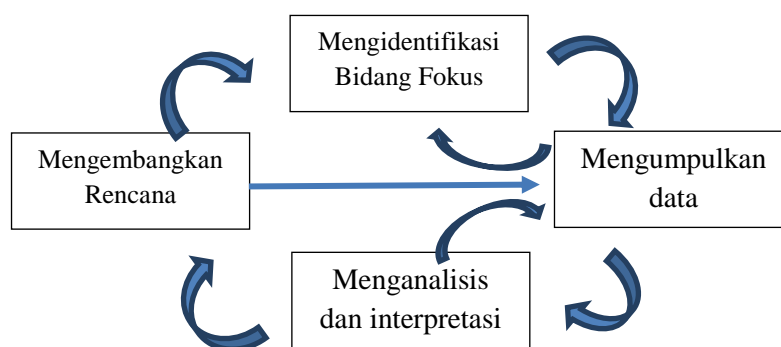 Mengidentifikasi
Bidang Fokus
Mengembangkan
Rencana
Mengumpulkan
data
Menganalisis
dan interpretasi